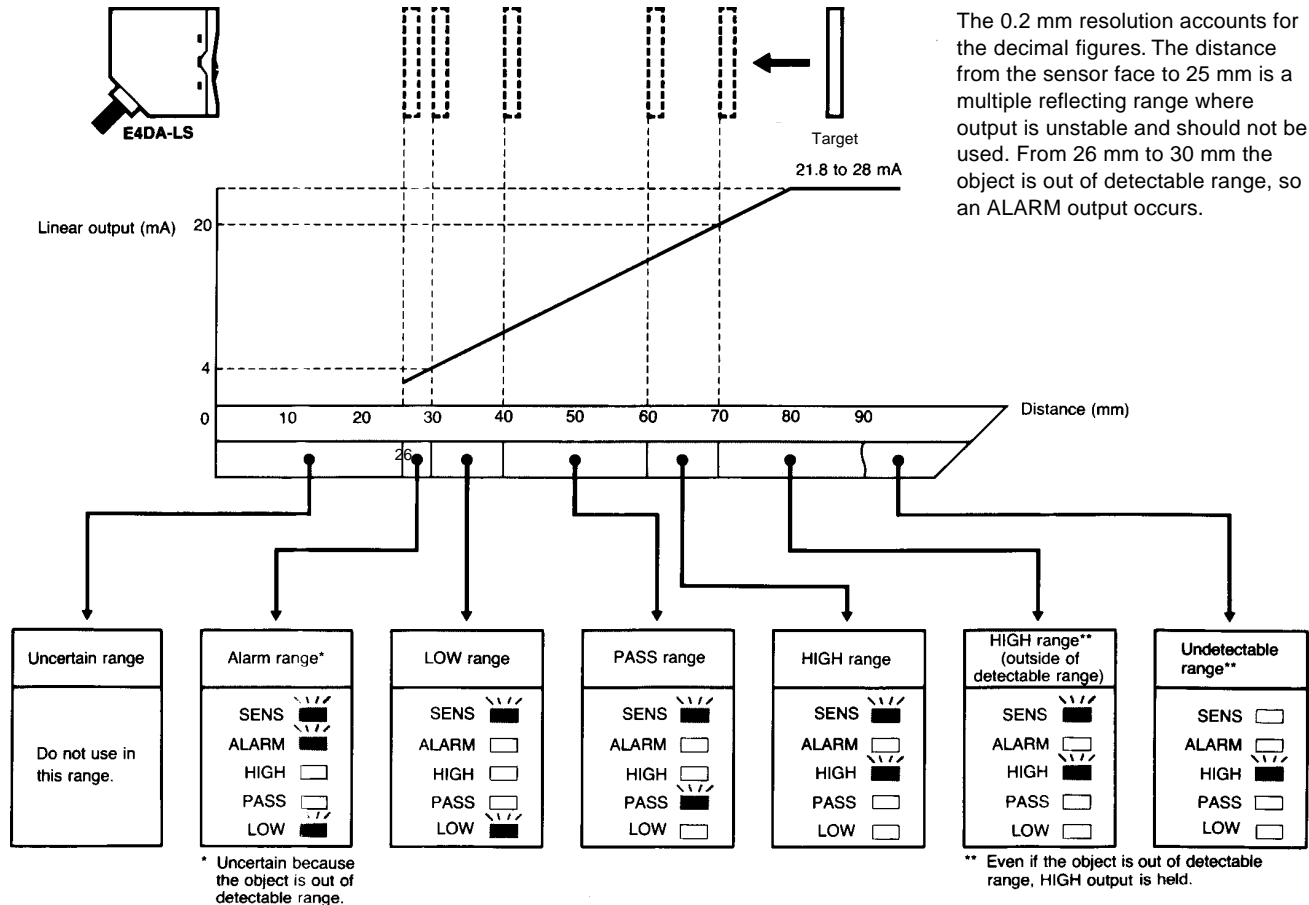 The 0.2 mm resolution accounts for
the decimal figures. The distance
from the sensor face to 25 mm is a
multiple reflecting range where
output is unstable and should not be
used. From 26 mm to 30 mm the
object is out of detectable range, so
an ALARM output occurs.
E4DA-LS
Target
21.8 to 28 mA
Linear output (mA)
20
4
0 10 20 30 40 50 60 70 80 90
Distance (mm)
26
Uncertain range
Do not use in
this range.
Alarm range*
SENS
ALARM
HIGH
PASS
LOW
* Uncertain because
the object is out of
detectable range.
LOW range
SENS
ALARM
HIGH
PASS
LOW
PASS range
SENS
ALARM
HIGH
PASS
LOW
HIGH range
SENS
ALARM
HIGH
PASS
LOW
HIGH range**
(outside of
detectable range)
SENS
ALARM
HIGH
PASS
LOW
Undetectable
range**
SENS
ALARM
HIGH
PASS
LOW
** Even if the object is out of detectable
range, HIGH output is held.